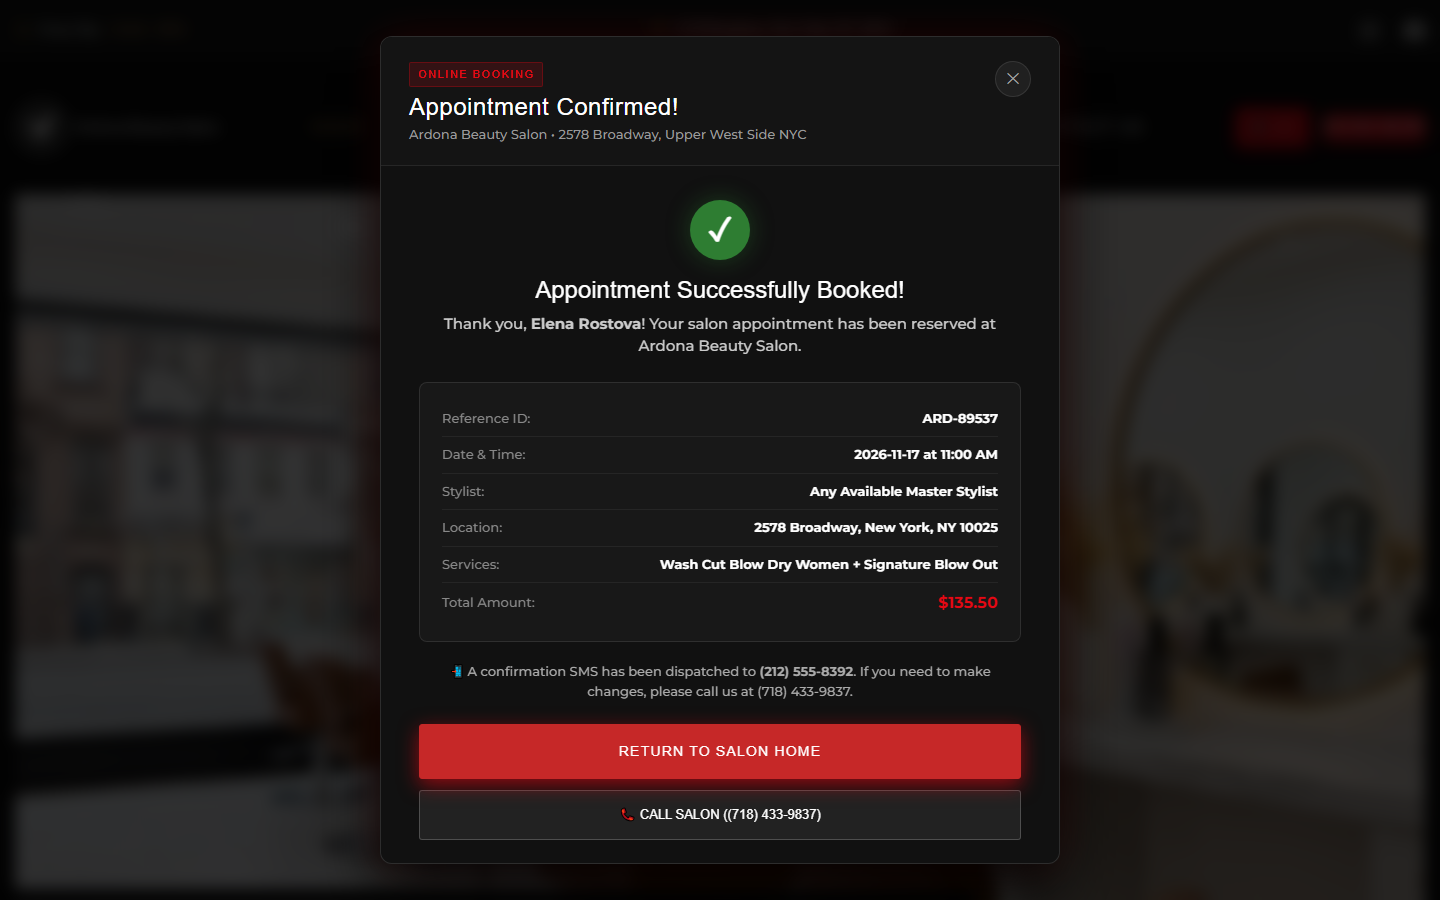 ONLINE BOOKING
Appointment Confirmed!
Ardona Beauty Salon • 2578 Broadway, Upper West Side NYC
Appointment Successfully Booked!
Thank you, Elena Rostova! Your salon appointment has been reserved at
Ardona Beauty Salon.
Reference ID: ARD-89537
Date & Time: 2026-11-17 at 11:00 AM
Stylist: Any Available Master Stylist
Location: 2578 Broadway, New York, NY 10025
Services: Wash Cut Blow Dry Women + Signature Blow Out
Total Amount: $135.50
A confirmation SMS has been dispatched to (212) 555-8392. If you need to make
changes, please call us at (718) 433-9837.
RETURN TO SALON HOME
CALL SALON ((718) 433-9837)